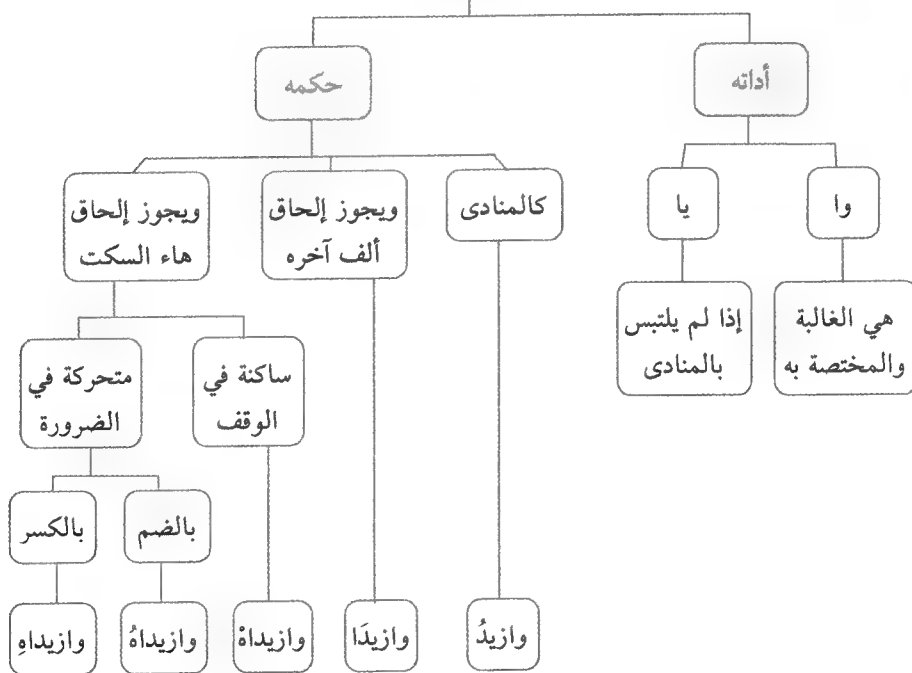 أداته
حكمه
وا
يا
كالمنادى
ويجوز إلحاق
ألف آخره
ويجوز إلحاق
هاء السكت
هي الغالبة
والمختصة به
إذا لم يلتبس
بالمنادى
ساكنة في
الوقف
متحركة في
الضرورة
بالضم
بالكسر
وازيدُ
وازيدَا
وازيداهْ
وازيداهُ
وازيداهِ